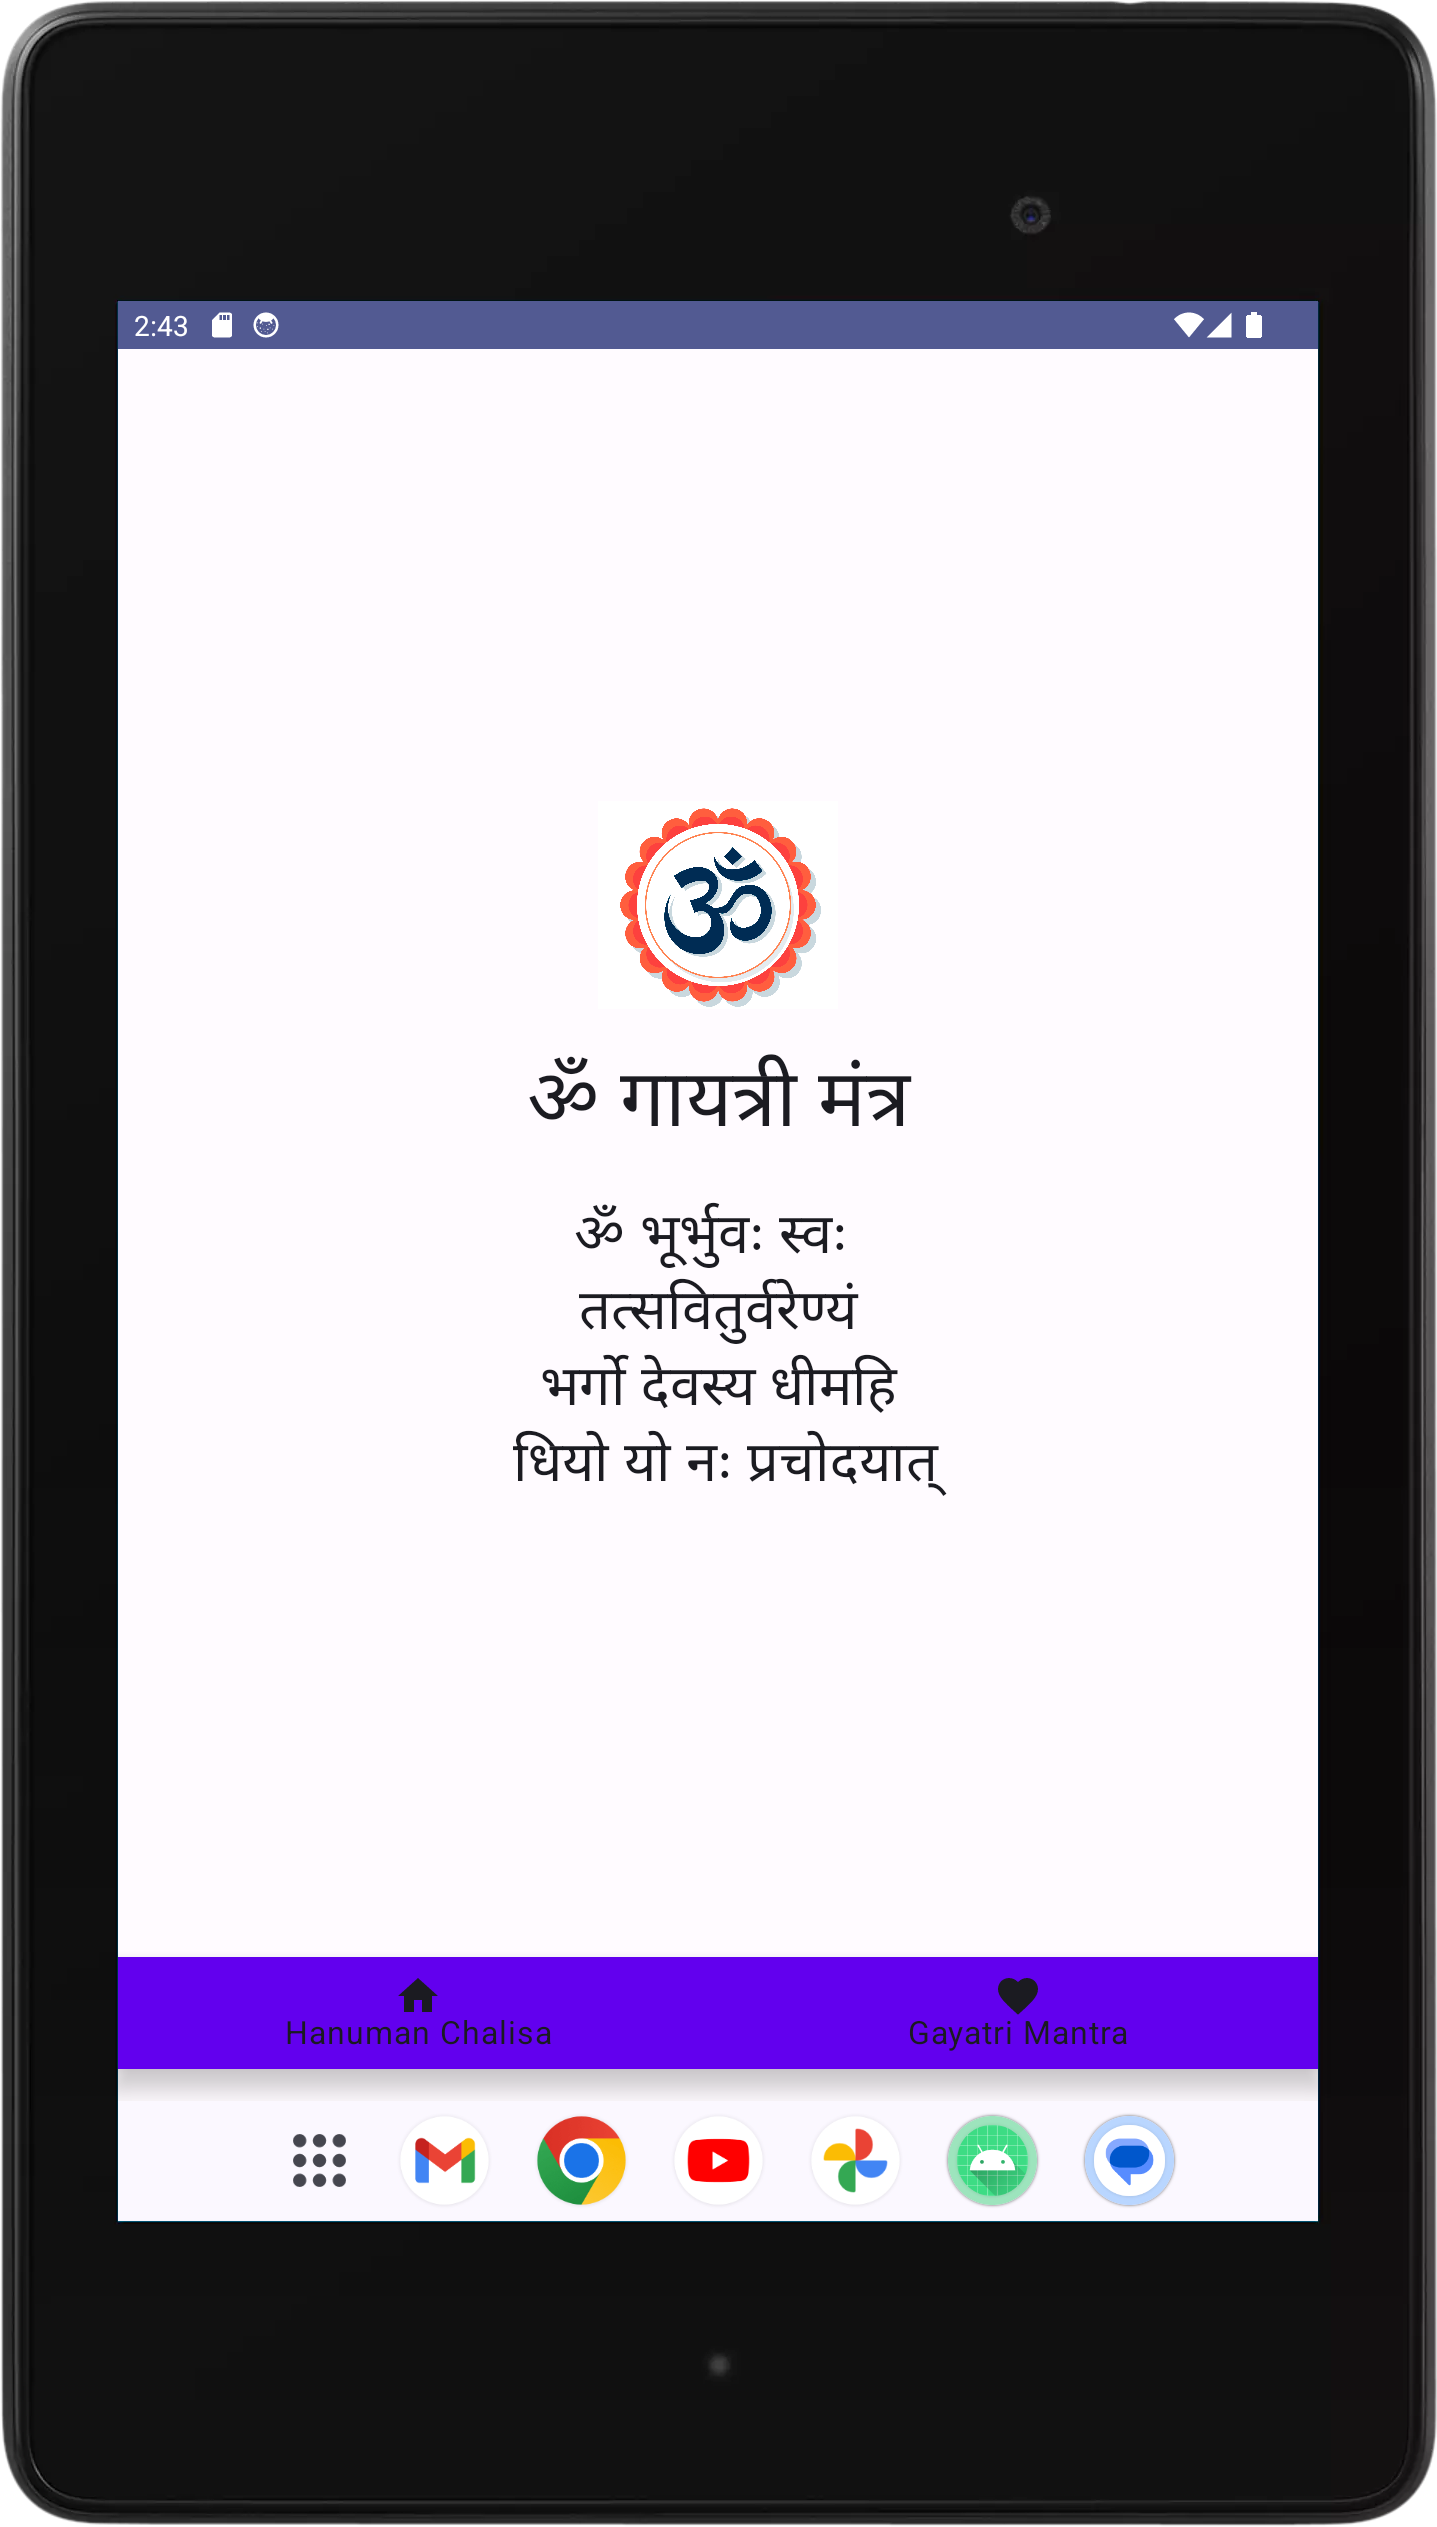 2:43
ॐ
ॐ गायत्री मंत्र
ॐ भूर्भुवः स्वः
तत्सवितुर्वरेण्यं
भर्गो देवस्य धीमहि
धियो यो नः प्रचोदयात्
Hanuman Chalisa
Gayatri Mantra